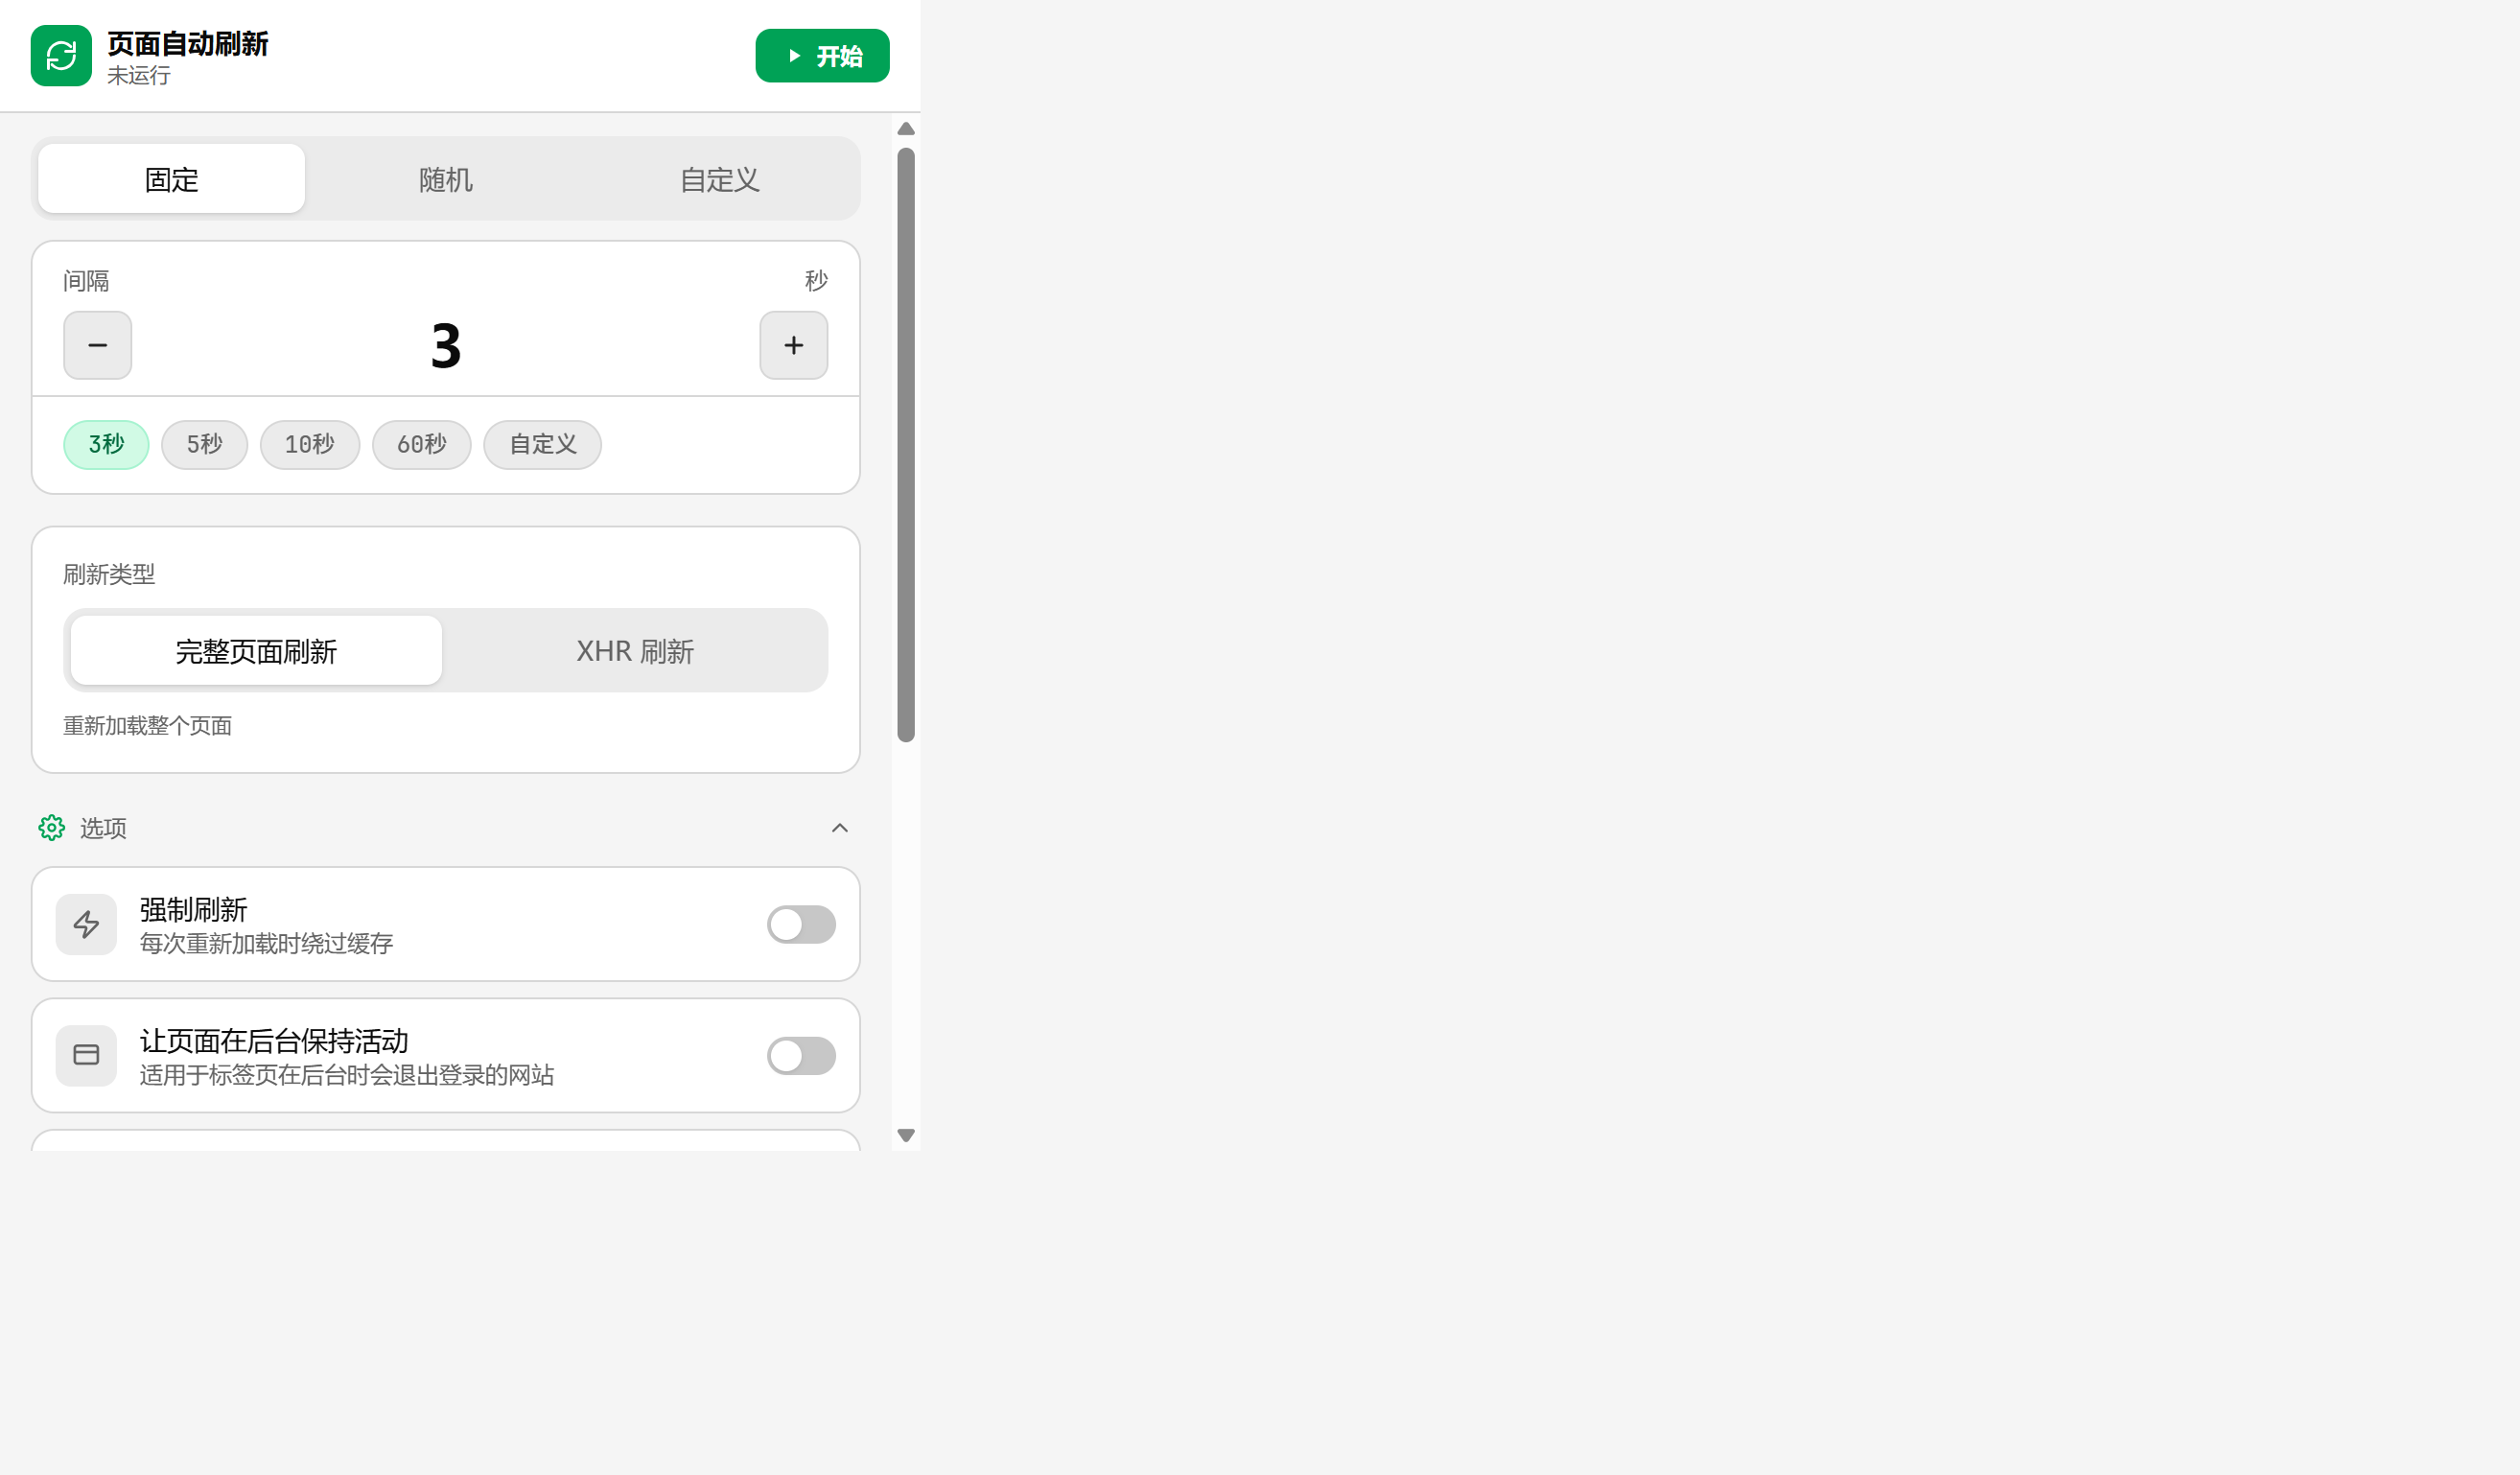 页面自动刷新
未运行
开始
固定
随机
自定义
间隔
秒
3
3秒
5秒
10秒
60秒
自定义
刷新类型
完整页面刷新
XHR 刷新
重新加载整个页面
选项
强制刷新
每次重新加载时绕过缓存
让页面在后台保持活动
适用于标签页在后台时会退出登录的网站